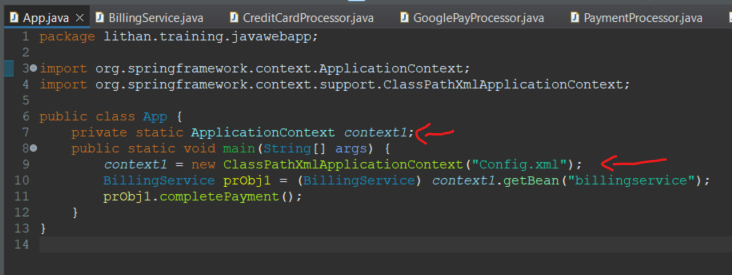 App.java BillingService.java CreditCardProcessor.java GooglePayProcessor.java PaymentProcessor.java
1 package lithan.training.javawebapp;
2
3 import org.springframework.context.ApplicationContext;
4 import org.springframework.context.support.ClassPathXmlApplicationContext;
5
6 public class App {
7 private static ApplicationContext context1;
8 public static void main(String[] args) {
9 context1 = new ClassPathXmlApplicationContext("Config.xml");
10 BillingService prObj1 = (BillingService) context1.getBean("billingservice");
11 prObj1.completePayment();
12 }
13 }
14